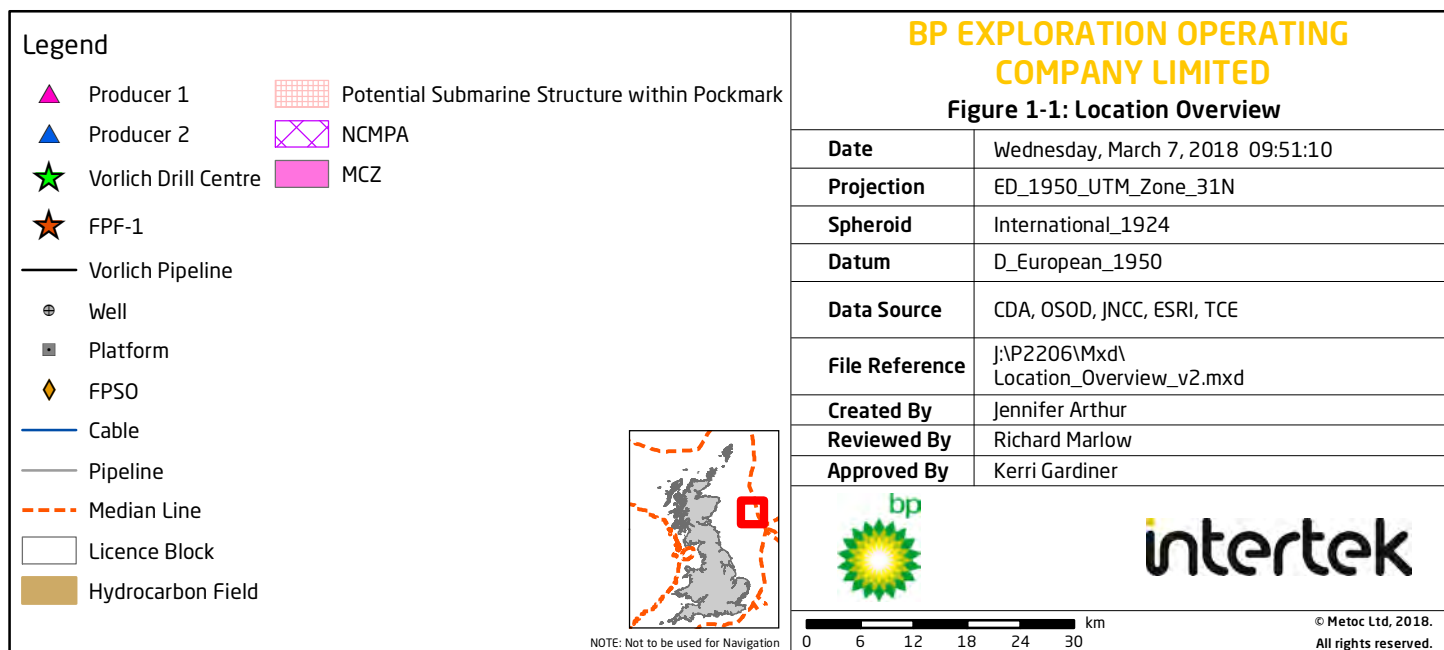 Legend
Producer 1
Producer 2
Vorlich Drill Centre
FPF-1
Vorlich Pipeline
Well
Platform
FPSO
Cable
Pipeline
Median Line
Licence Block
Hydrocarbon Field
Potential Submarine Structure within Pockmark
NCMPA
MCZ
NOTE: Not to be used for Navigation
BP EXPLORATION OPERATING
COMPANY LIMITED
Figure 1-1: Location Overview
Date Wednesday, March 7, 2018 09:51:10
Projection ED_1950_UTM_Zone_31N
Spheroid International_1924
Datum D_European_1950
Data Source CDA, OSOD, JNCC, ESRI, TCE
File Reference J:\P2206\Mxd\
Location_Overview_v2.mxd
Created By Jennifer Arthur
Reviewed By Richard Marlow
Approved By Kerri Gardiner
bp
intertek
km
0 6 12 18 24 30
© Metoc Ltd, 2018.
All rights reserved.